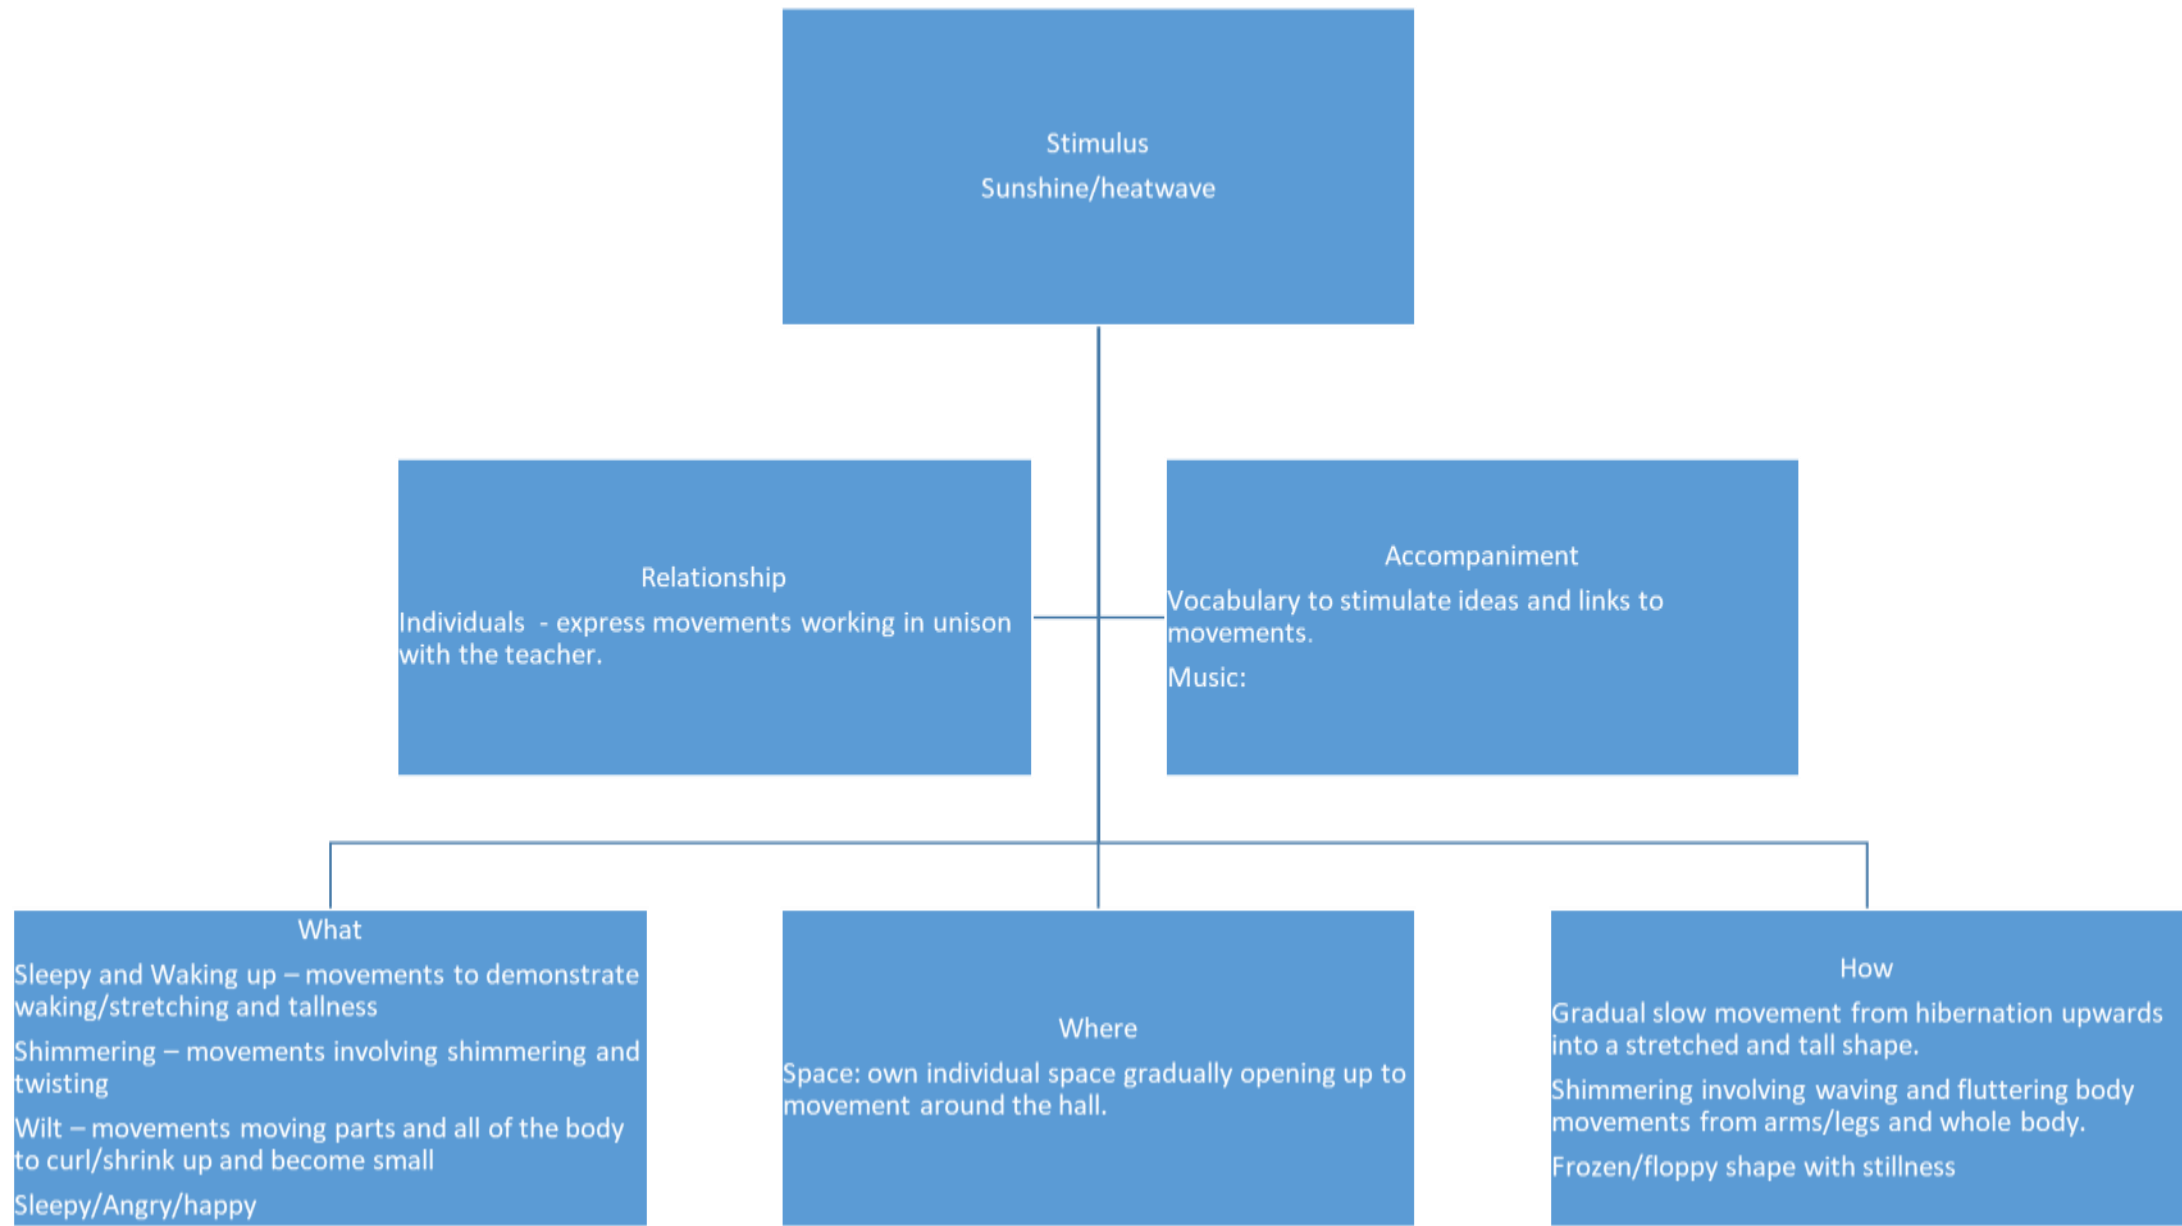 Stimulus
Sunshine/heatwave
Relationship
Individuals  - express movements working in unison
with the teacher.
Accompaniment
Vocabulary to stimulate ideas and links to
movements.
Music:
What
Sleepy and Waking up – movements to demonstrate
waking/stretching and tallness
Shimmering – movements involving shimmering and
twisting
Wilt – movements moving parts and all of the body
to curl/shrink up and become small
Sleepy/Angry/happy
Where
Space: own individual space gradually opening up to
movement around the hall.
How
Gradual slow movement from hibernation upwards
into a stretched and tall shape.
Shimmering involving waving and fluttering body
movements from arms/legs and whole body.
Frozen/floppy shape with stillness